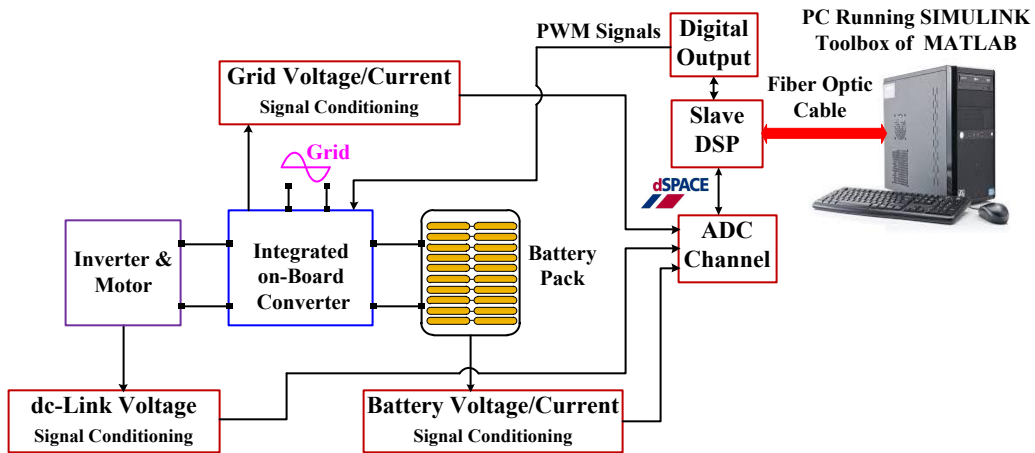 PC Running SIMULINK
Toolbox of MATLAB
PWM Signals
Digital
Output
Grid Voltage/Current
Signal Conditioning
Fiber Optic
Cable
Slave
DSP
Grid
dSPACE
ADC
Channel
Inverter &
Motor
Integrated
on-Board
Converter
Battery
Pack
dc-Link Voltage
Signal Conditioning
Battery Voltage/Current
Signal Conditioning